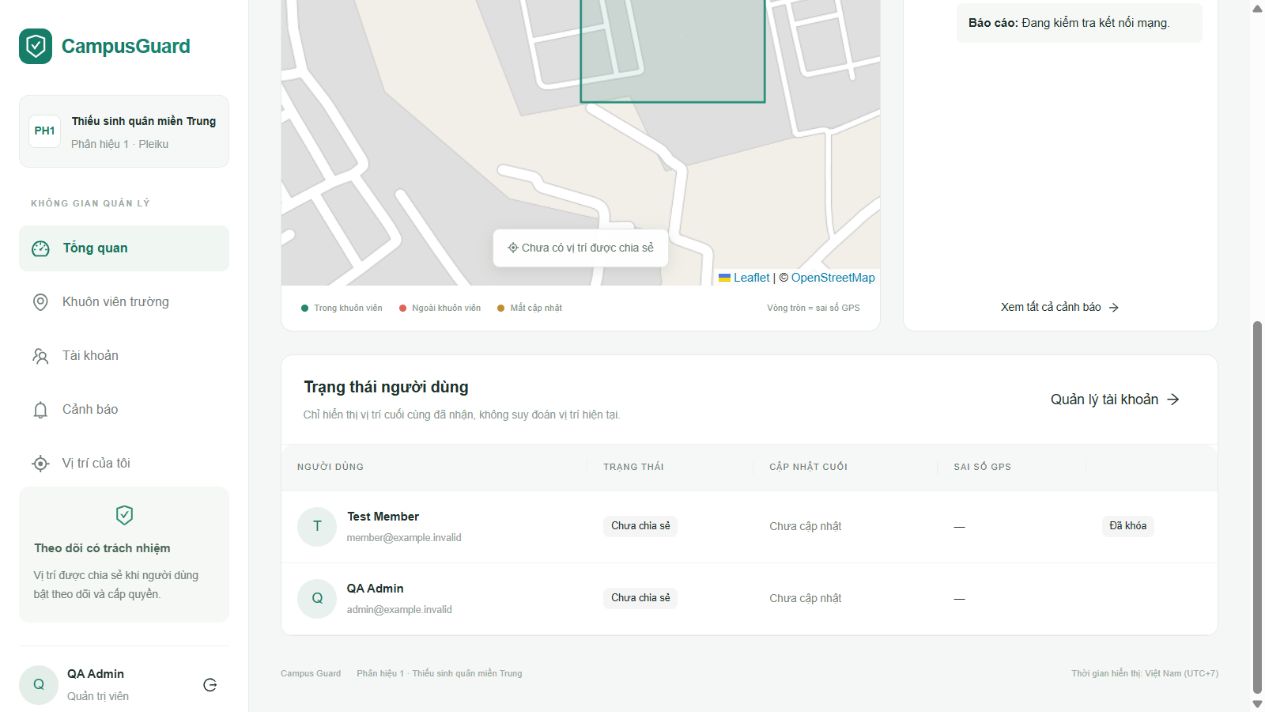 CampusGuard
PH1
Thiếu sinh quân miền Trung
Phân hiệu 1 · Pleiku
KHÔNG GIAN QUẢN LÝ
Tổng quan
Khuôn viên trường
Tài khoản
Cảnh báo
Vị trí của tôi
Theo dõi có trách nhiệm
Vị trí được chia sẻ khi người dùng
bật theo dõi và cấp quyền.
Q
QA Admin
Quản trị viên
Chưa có vị trí được chia sẻ
Leaflet | © OpenStreetMap
Trong khuôn viên
Ngoài khuôn viên
Mất cập nhật
Vòng tròn = sai số GPS
Báo cáo: Đang kiểm tra kết nối mạng.
Xem tất cả cảnh báo →
Trạng thái người dùng
Chỉ hiển thị vị trí cuối cùng đã nhận, không suy đoán vị trí hiện tại.
Quản lý tài khoản →
NGƯỜI DÙNG TRẠNG THÁI CẬP NHẬT CUỐI SAI SỐ GPS
T
Test Member
member@example.invalid
Chưa chia sẻ
Chưa cập nhật
—
Đã khóa
Q
QA Admin
admin@example.invalid
Chưa chia sẻ
Chưa cập nhật
—
Campus Guard
Phân hiệu 1 · Thiếu sinh quân miền Trung
Thời gian hiển thị: Việt Nam (UTC+7)